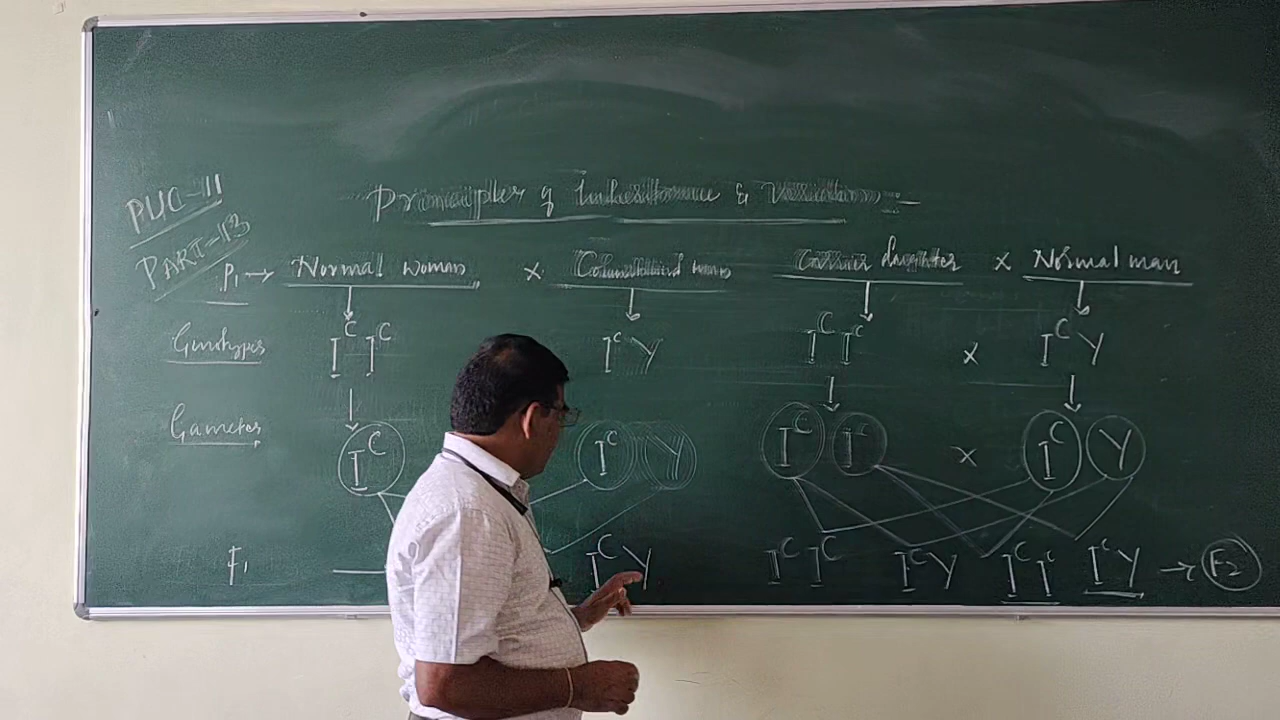 PUC-11
Principles of Inheritance & Variation :-
PART-13
P₁ → Normal woman × Colourblind man
Carrier daughter × Normal man
Genotypes
I^C I^C
I^c Y
I^C I^c × I^C Y
Gametes
I^C
I^c Y
I^C I^c × I^C Y
F₁
I^C Y
I^C I^C
I^C Y
I^C I^c
I^c Y → F₂